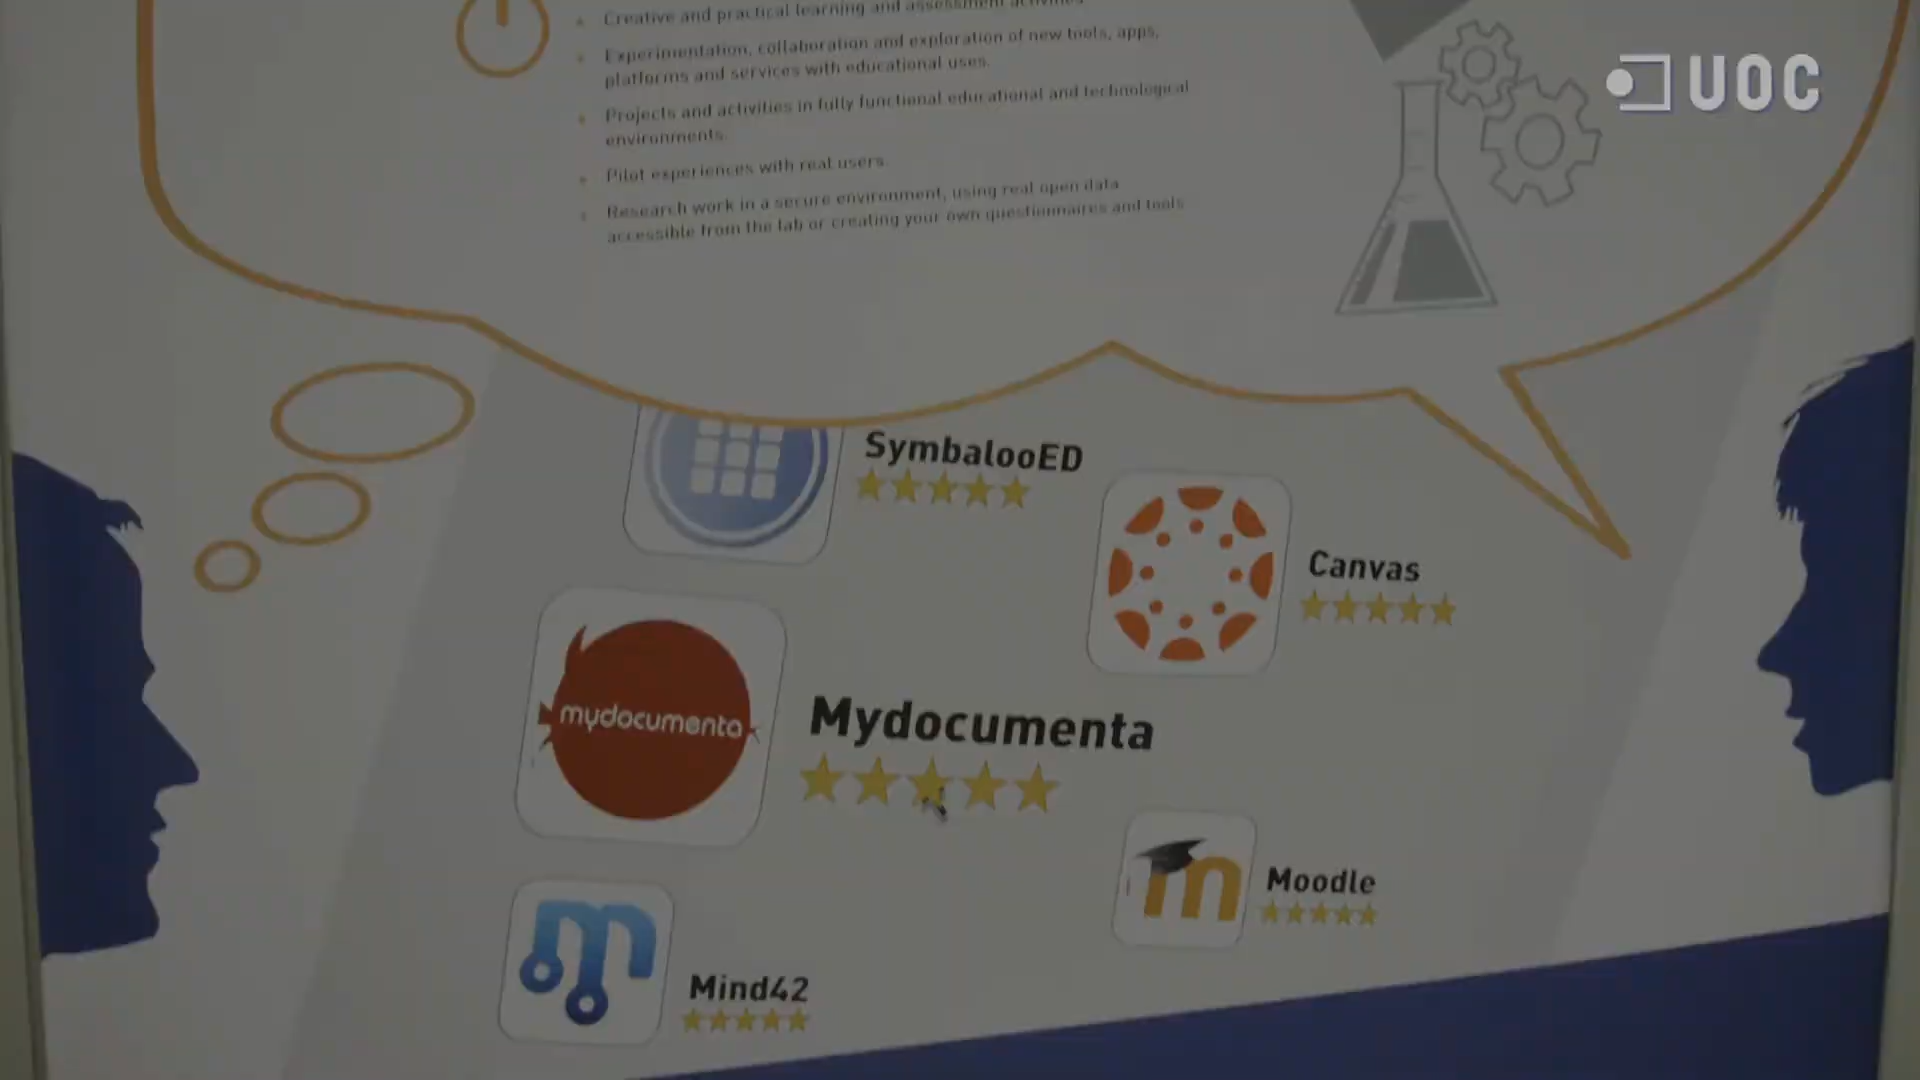 Creative and practical learning and assessment activities
UOC
Experimentation, collaboration and exploration of new tools, apps,
platforms and services with educational uses.
Projects and activities in fully functional educational and technological
environments.
Pilot experiences with real users.
Research work in a secure environment, using real open data
accessible from the lab or creating your own questionnaires and tools
SymbalooED
Canvas
mydocumenta
Mydocumenta
Moodle
Mind42